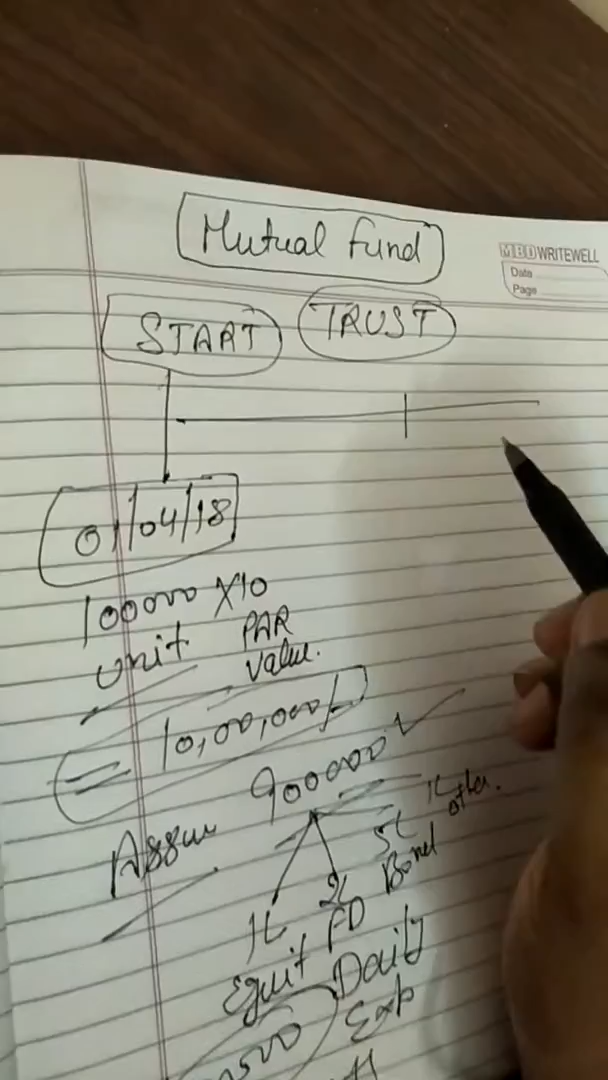 Mutual Fund
MBD WRITEWELL
Date
Page
START TRUST
01/04/18
100000 X10
unit PAR
value.
= 10,00,000/-
Assum 900000
1L 2L 5L 1L
Equit FD Bond other.
Daily